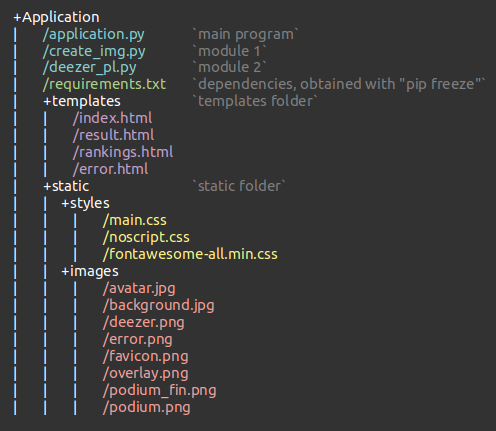 +Application
| /application.py `main program`
| /create_img.py `module 1`
| /deezer_pl.py `module 2`
| /requirements.txt `dependencies, obtained with "pip freeze"`
| +templates `templates folder`
| | /index.html
| | /result.html
| | /rankings.html
| | /error.html
| +static `static folder`
| | +styles
| | | /main.css
| | | /noscript.css
| | | /fontawesome-all.min.css
| | +images
| | | /avatar.jpg
| | | /background.jpg
| | | /deezer.png
| | | /error.png
| | | /favicon.png
| | | /overlay.png
| | | /podium_fin.png
| | | /podium.png